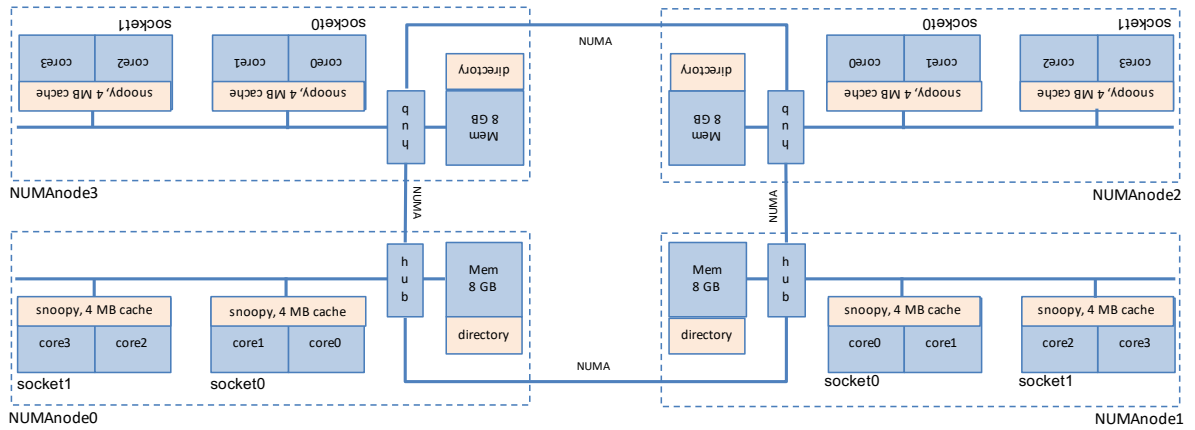 socket1
socket0
core3
core2
core1
core0
snoopy, 4 MB cache
snoopy, 4 MB cache
directory
Mem
8 GB
hub
NUMAnode3
NUMA
socket0
socket1
core0
core1
core2
core3
snoopy, 4 MB cache
snoopy, 4 MB cache
directory
Mem
8 GB
hub
NUMAnode2
NUMA
NUMA
hub
Mem
8 GB
directory
snoopy, 4 MB cache
snoopy, 4 MB cache
core3
core2
core1
core0
socket1
socket0
NUMAnode0
NUMA
Mem
8 GB
directory
hub
snoopy, 4 MB cache
snoopy, 4 MB cache
core0
core1
core2
core3
socket0
socket1
NUMAnode1